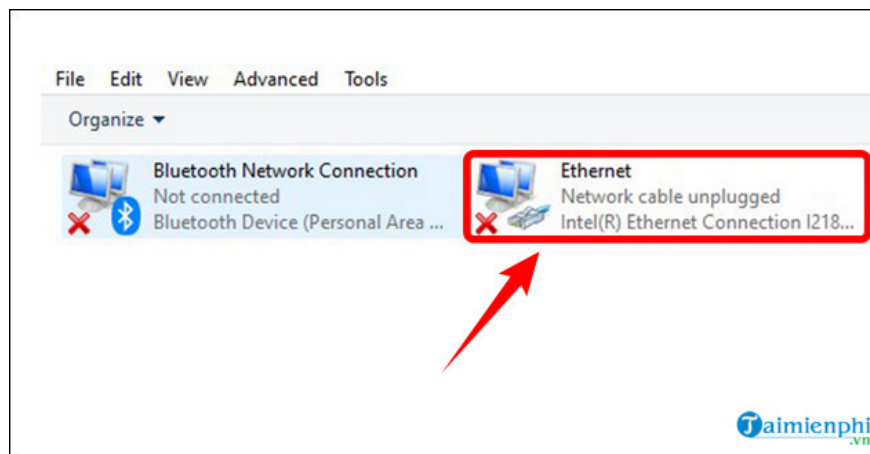 File Edit View Advanced Tools
Organize
Bluetooth Network Connection
Not connected
Bluetooth Device (Personal Area ...
Ethernet
Network cable unplugged
Intel(R) Ethernet Connection I218...
Taimienphi
.vn